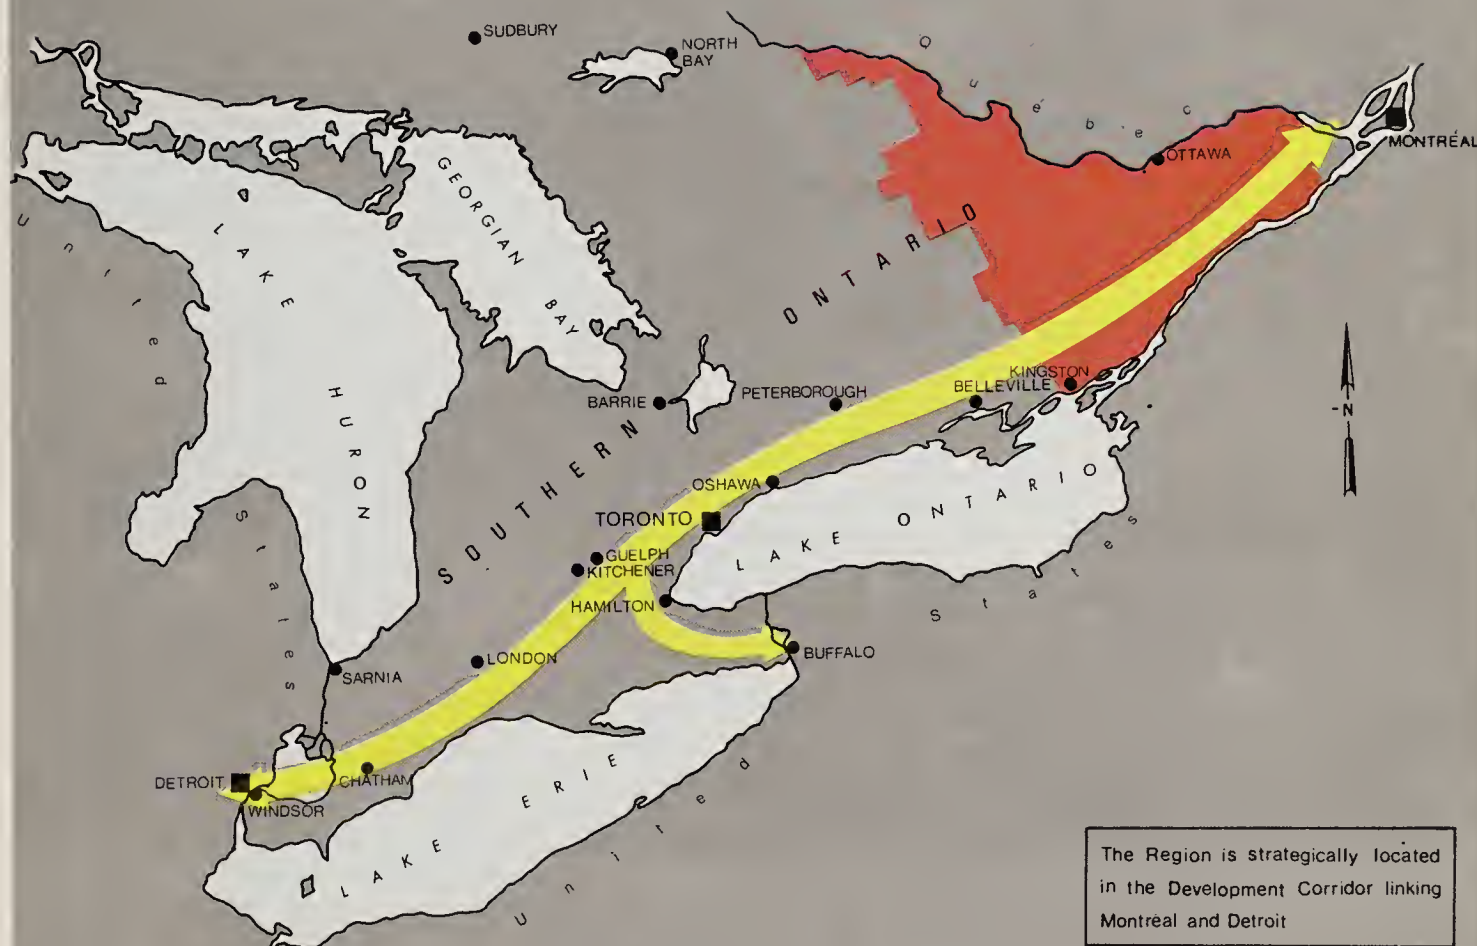 SUDBURY
NORTH
BAY
Québec
MONTRÉAL
OTTAWA
GEORGIAN BAY
LAKE HURON
United States
SOUTHERN ONTARIO
KINGSTON
BELLEVILLE
PETERBOROUGH
BARRIE
N
OSHAWA
TORONTO
LAKE ONTARIO
GUELPH
KITCHENER
HAMILTON
BUFFALO
LONDON
SARNIA
DETROIT
CHATHAM
WINDSOR
LAKE ERIE
United States
The Region is strategically located
in the Development Corridor linking
Montréal and Detroit